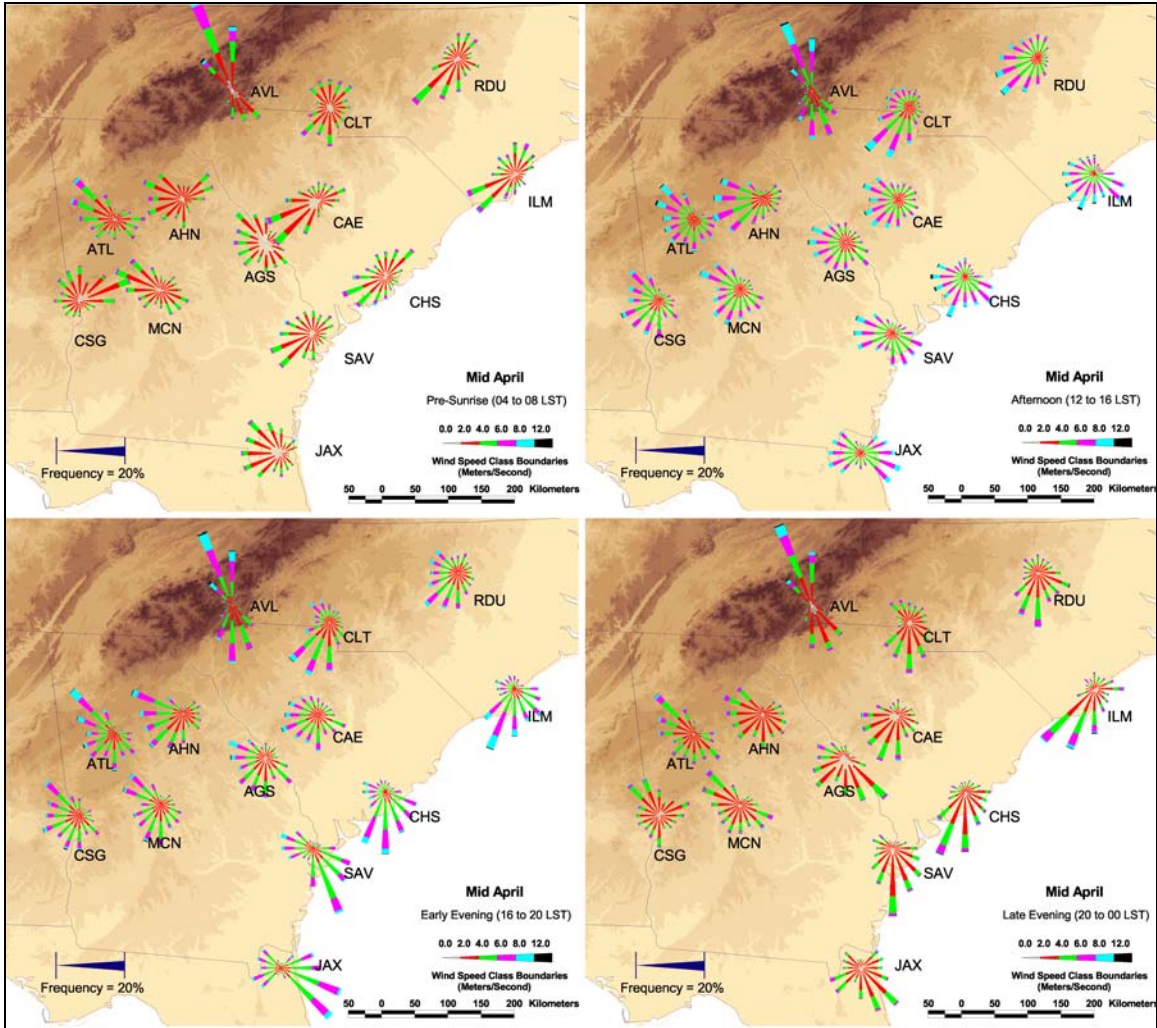 AVL
RDU
CLT
ILM
CAE
ATL
AHN
AGS
CHS
CSG
MCN
SAV
JAX
Mid April
Pre-Sunrise (04 to 08 LST)
0.0 2.0 4.0 6.0 8.0 12.0
Wind Speed Class Boundaries
(Meters/Second)
Frequency = 20%
50 0 50 100 150 200 Kilometers
AVL
RDU
CLT
ILM
CAE
ATL
AHN
AGS
CHS
CSG
MCN
SAV
JAX
Mid April
Afternoon (12 to 16 LST)
0.0 2.0 4.0 6.0 8.0 12.0
Wind Speed Class Boundaries
(Meters/Second)
Frequency = 20%
50 0 50 100 150 200 Kilometers
AVL
RDU
CLT
ILM
CAE
AHN
ATL
AGS
CHS
MCN
CSG
SAV
JAX
Mid April
Early Evening (16 to 20 LST)
0.0 2.0 4.0 6.0 8.0 12.0
Wind Speed Class Boundaries
(Meters/Second)
Frequency = 20%
50 0 50 100 150 200 Kilometers
AVL
RDU
CLT
ILM
CAE
AHN
ATL
AGS
CHS
MCN
CSG
SAV
JAX
Mid April
Late Evening (20 to 00 LST)
0.0 2.0 4.0 6.0 8.0 12.0
Wind Speed Class Boundaries
(Meters/Second)
Frequency = 20%
50 0 50 100 150 200 Kilometers